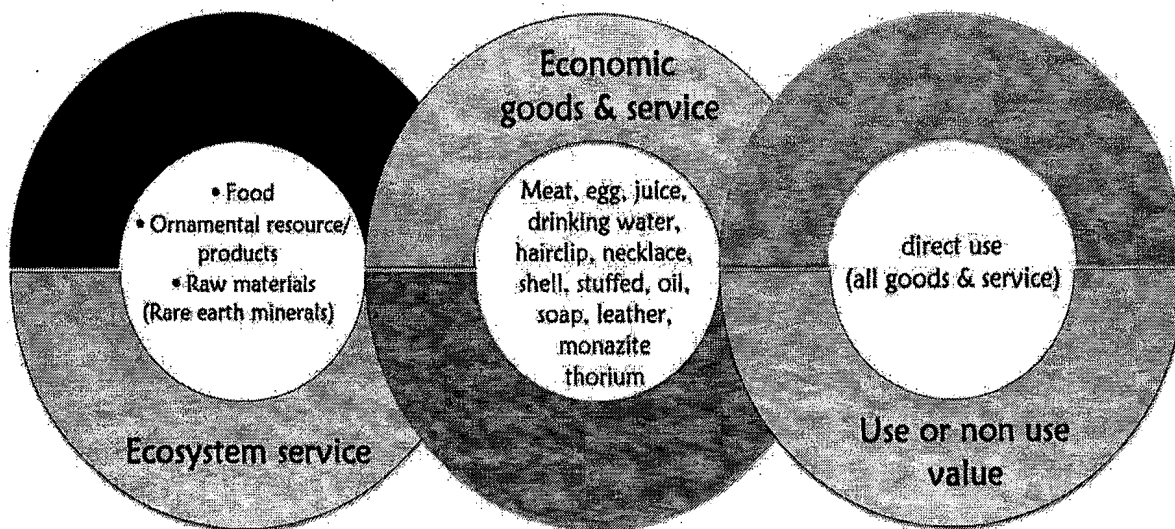 • Food
• Ornamental resource/
products
• Raw materials
(Rare earth minerals)
Ecosystem service
Economic
goods & service
Meat, egg, juice,
drinking water,
hairclip, necklace,
shell, stuffed, oil,
soap, leather,
monazite
thorium
direct use
(all goods & service)
Use or non use
value